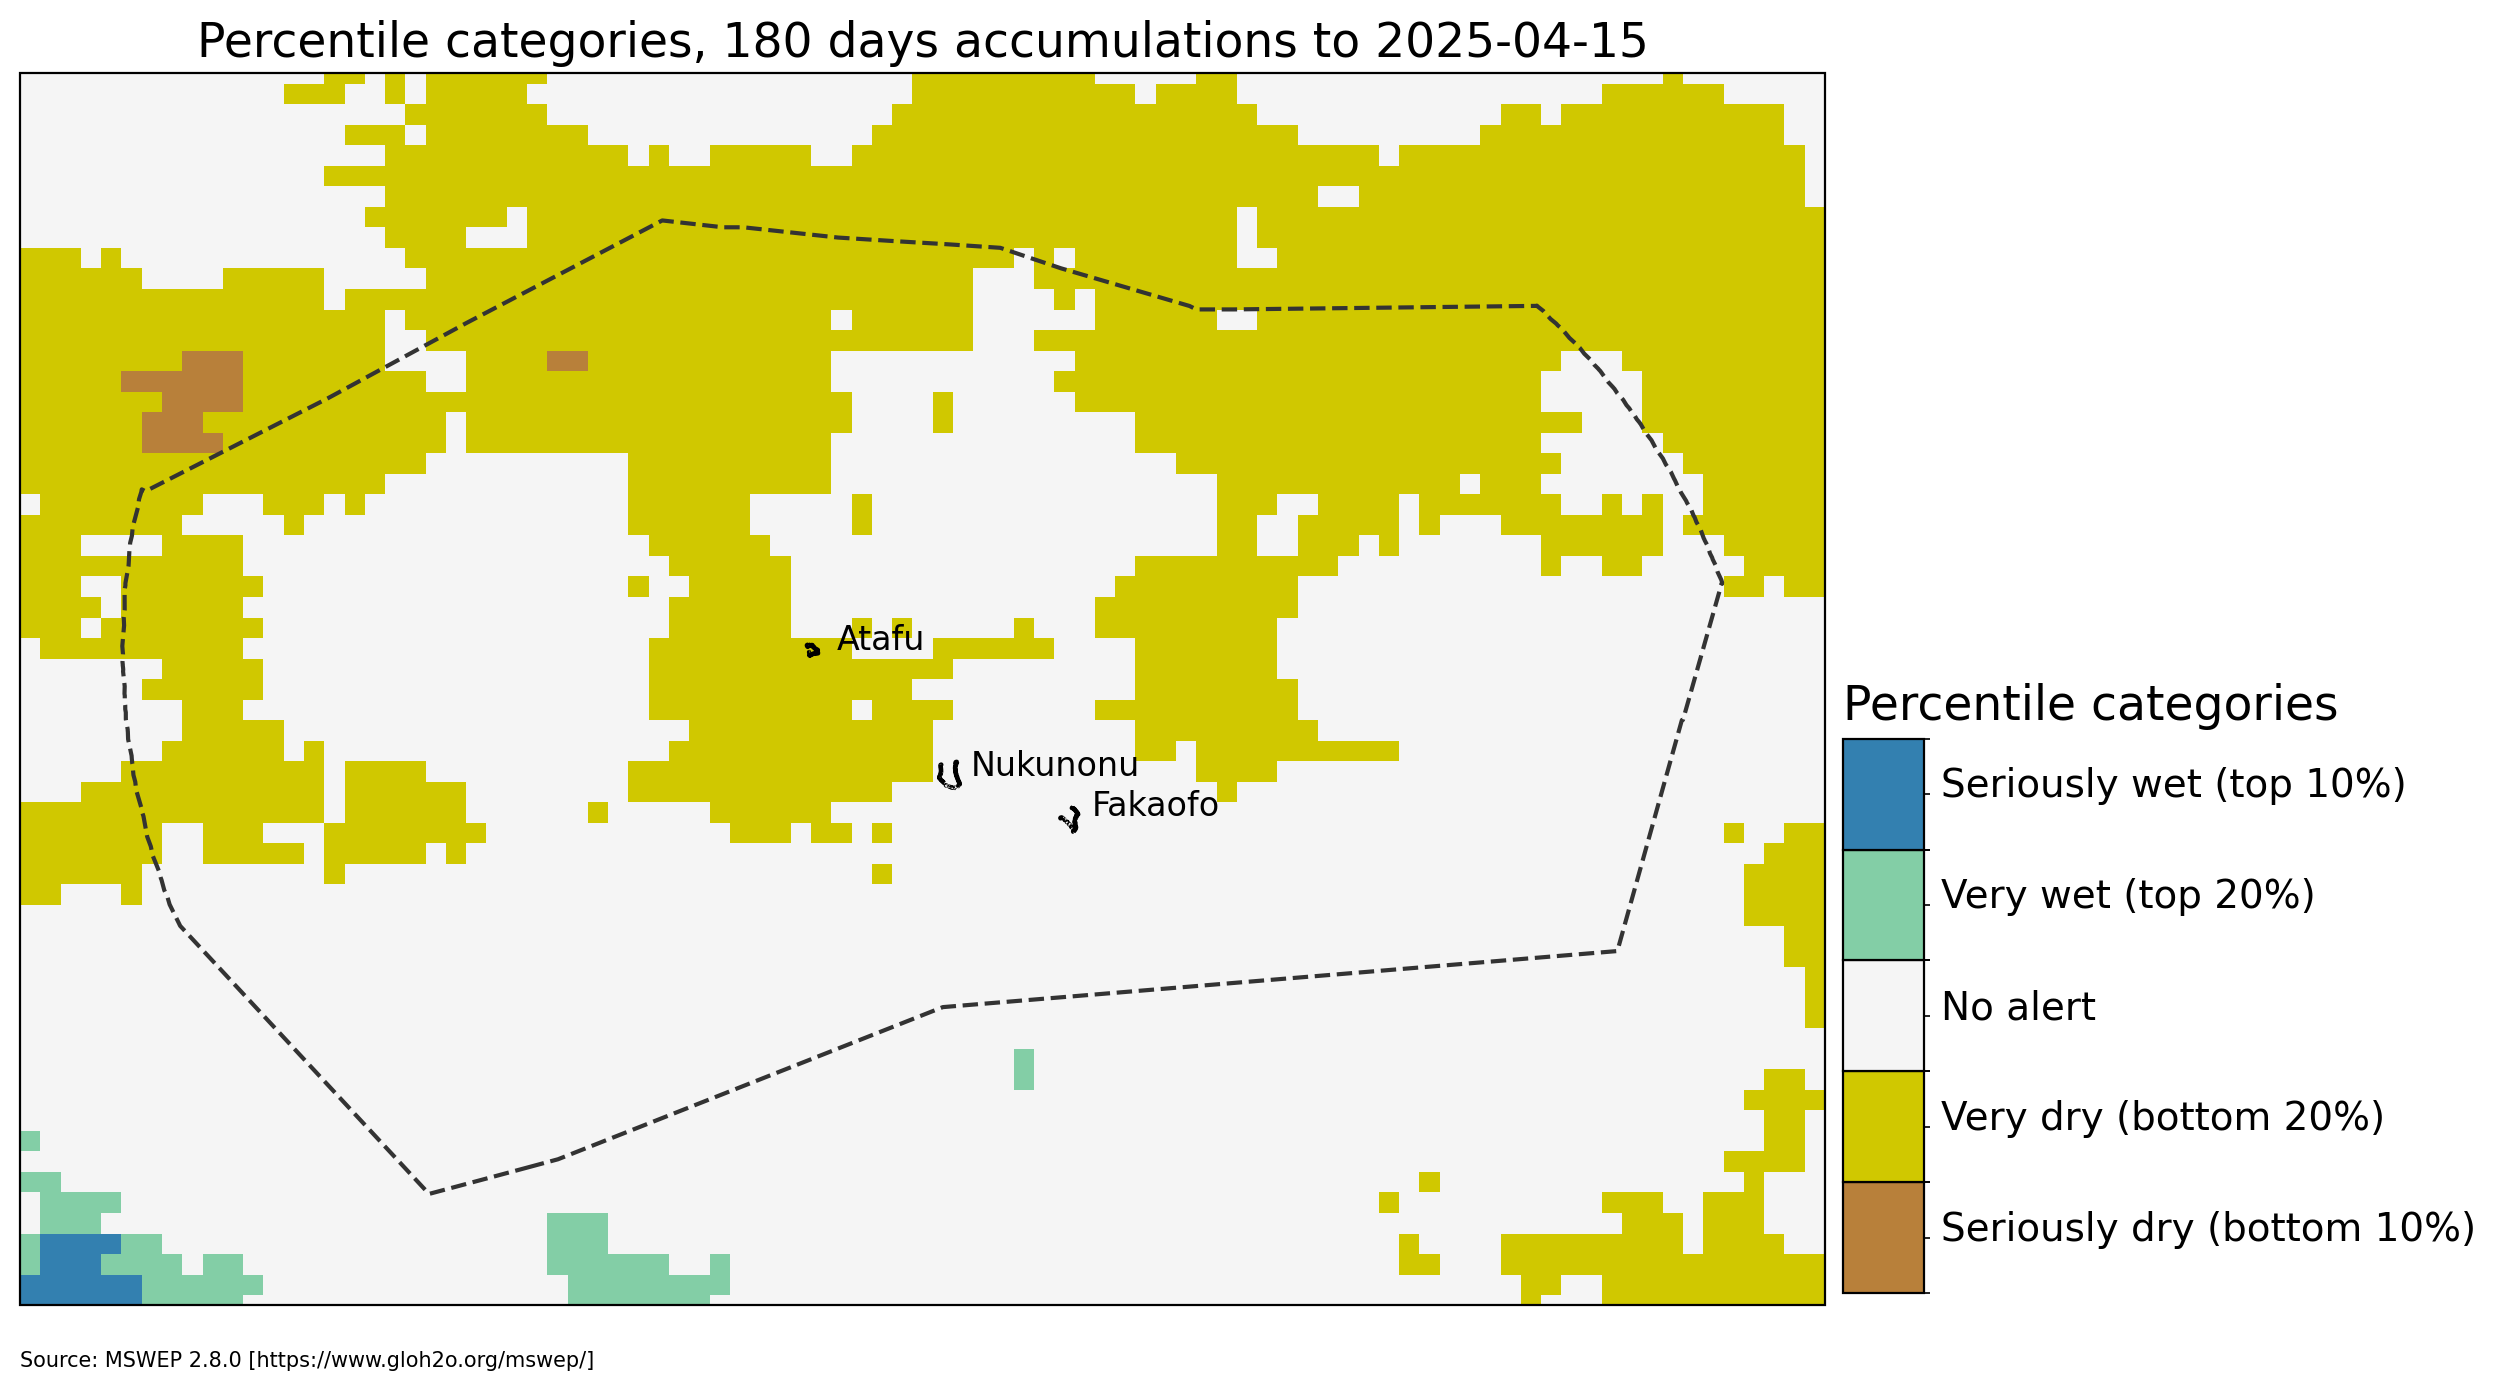 Percentile categories, 180 days accumulations to 2025-04-15
Atafu
Nukunonu
Fakaofo
Percentile categories
Seriously wet (top 10%)
Very wet (top 20%)
No alert
Very dry (bottom 20%)
Seriously dry (bottom 10%)
Source: MSWEP 2.8.0 [https://www.gloh2o.org/mswep/]